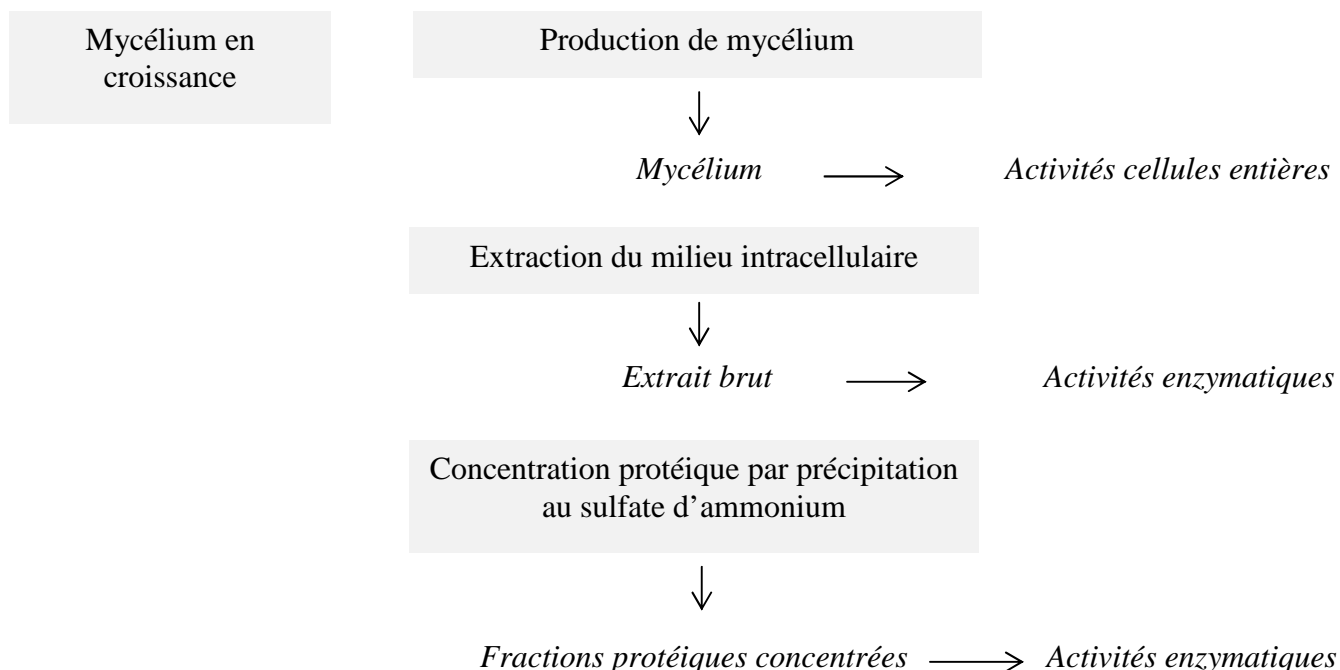 Mycélium en
croissance
Production de mycélium
Mycélium
Activités cellules entières
Extraction du milieu intracellulaire
Extrait brut
Activités enzymatiques
Concentration protéique par précipitation
au sulfate d’ammonium
Fractions protéiques concentrées
Activités enzymatiques